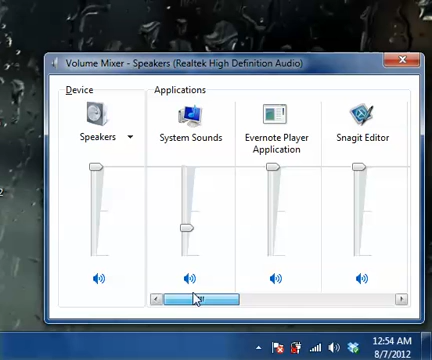 Volume Mixer - Speakers (Realtek High Definition Audio)
Device
Applications
Speakers
System Sounds
Evernote Player
Application
Snagit Editor
12:54 AM
8/7/2012